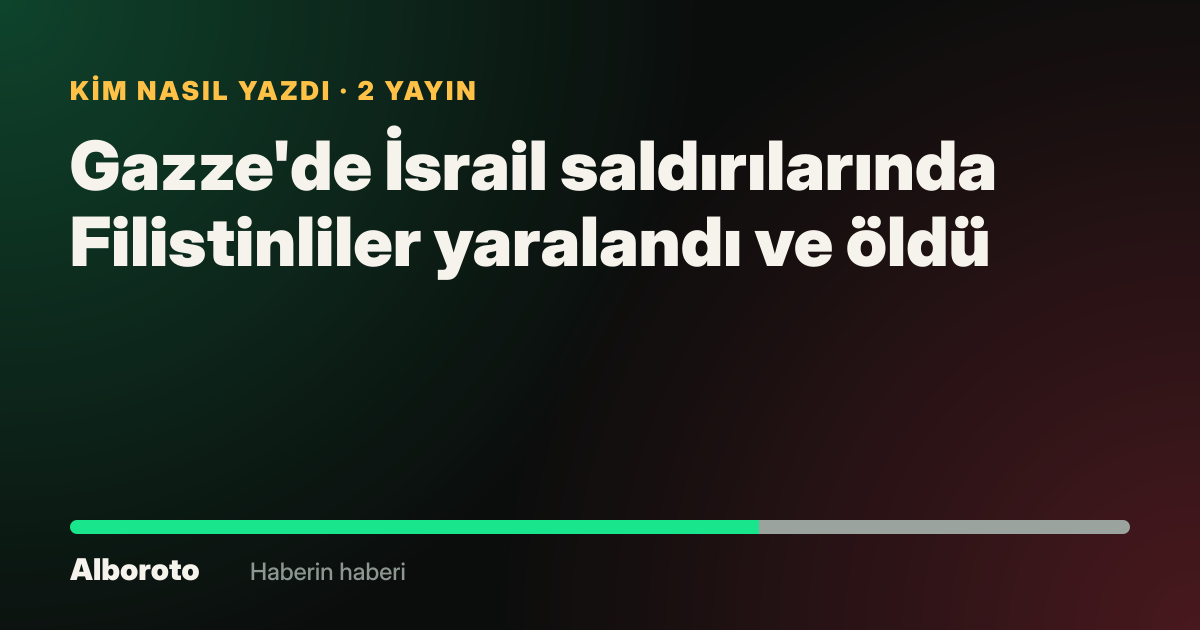 KİM NASIL YAZDI · 2 YAYIN
Gazze'de İsrail saldırılarında
Filistinliler yaralandı ve öldü
Alboroto
Haberin haberi